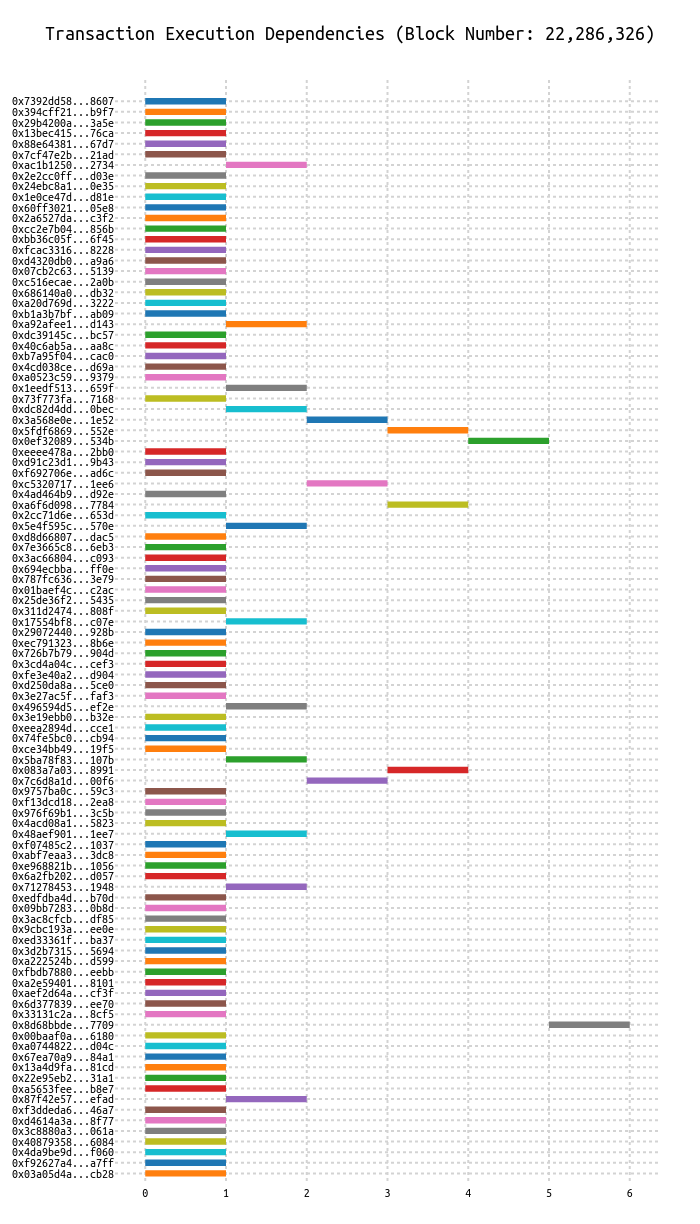 Transaction Execution Dependencies (Block Number: 22,286,326)
0x7392dd58...8607
0x394cff21...b9f7
0x29b4200a...3a5e
0x13bec415...76ca
0x88e64381...67d7
0x7cf47e2b...21ad
0xac1b1250...2734
0x2e2cc0ff...d03e
0x24ebc8a1...0e35
0x1e0ce47d...d81e
0x60ff3021...05e8
0x2a6527da...c3f2
0xcc2e7b04...856b
0xbb36c05f...6f45
0xfcac3316...8228
0xd4320db0...a9a6
0x07cb2c63...5139
0xc516ecae...2a0b
0x686140a0...db32
0xa20d769d...3222
0xb1a3b7bf...ab09
0xa92afee1...d143
0xdc39145c...bc57
0x40c6ab5a...aa8c
0xb7a95f04...cac0
0x4cd038ce...d69a
0xa0523c59...9379
0x1eedf513...659f
0x73f773fa...7168
0xdc82d4dd...0bec
0x3a568e0e...1e52
0x5fdf6869...552e
0x0ef32089...534b
0xeeee478a...2bb0
0xd91c23d1...9b43
0xf692706e...ad6c
0xc5320717...1ee6
0x4ad464b9...d92e
0xa6f6d098...7784
0x2cc71d6e...653d
0x5e4f595c...570e
0xd8d66807...dac5
0x7e3665c8...6eb3
0x3ac66804...c093
0x694ecbba...ff0e
0x787fc636...3e79
0x01baef4c...c2ac
0x25de36f2...5435
0x311d2474...808f
0x17554bf8...c07e
0x29072440...928b
0xec791323...8b6e
0x726b7b79...904d
0x3cd4a04c...cef3
0xfe3e40a2...d904
0xd250da8a...5ce0
0x3e27ac5f...faf3
0x496594d5...ef2e
0x3e19ebb0...b32e
0xeea2894d...cce1
0x74fe5bc0...cb94
0xce34bb49...19f5
0x5ba78f83...107b
0x083a7a03...8991
0x7c6d8a1d...00f6
0x9757ba0c...59c3
0xf13dcd18...2ea8
0x976f69b1...3c5b
0x4acd08a1...5823
0x48aef901...1ee7
0xf07485c2...1037
0xabf7eaa3...3dc8
0xe968821b...1056
0x6a2fb202...d057
0x71278453...1948
0xedfdba4d...b70d
0x09bb7283...0b8d
0x3ac8cfcb...df85
0x9cbc193a...ee0e
0xed33361f...ba37
0x3d2b7315...5694
0xa222524b...d599
0xfbdb7880...eebb
0xa2e59401...8101
0xaef2d64a...cf3f
0x6d377839...ee70
0x33131c2a...8cf5
0x8d68bbde...7709
0x00baaf0a...6180
0xa0744822...d04c
0x67ea70a9...84a1
0x13a4d9fa...81cd
0x22e95eb2...31a1
0xa5653fee...b8e7
0x87f42e57...efad
0xf3ddeda6...46a7
0xd4614a3a...8f77
0x3c8880a3...061a
0x40879358...6084
0x4da9be9d...f060
0xf92627a4...a7ff
0x03a05d4a...cb28
0 1 2 3 4 5 6